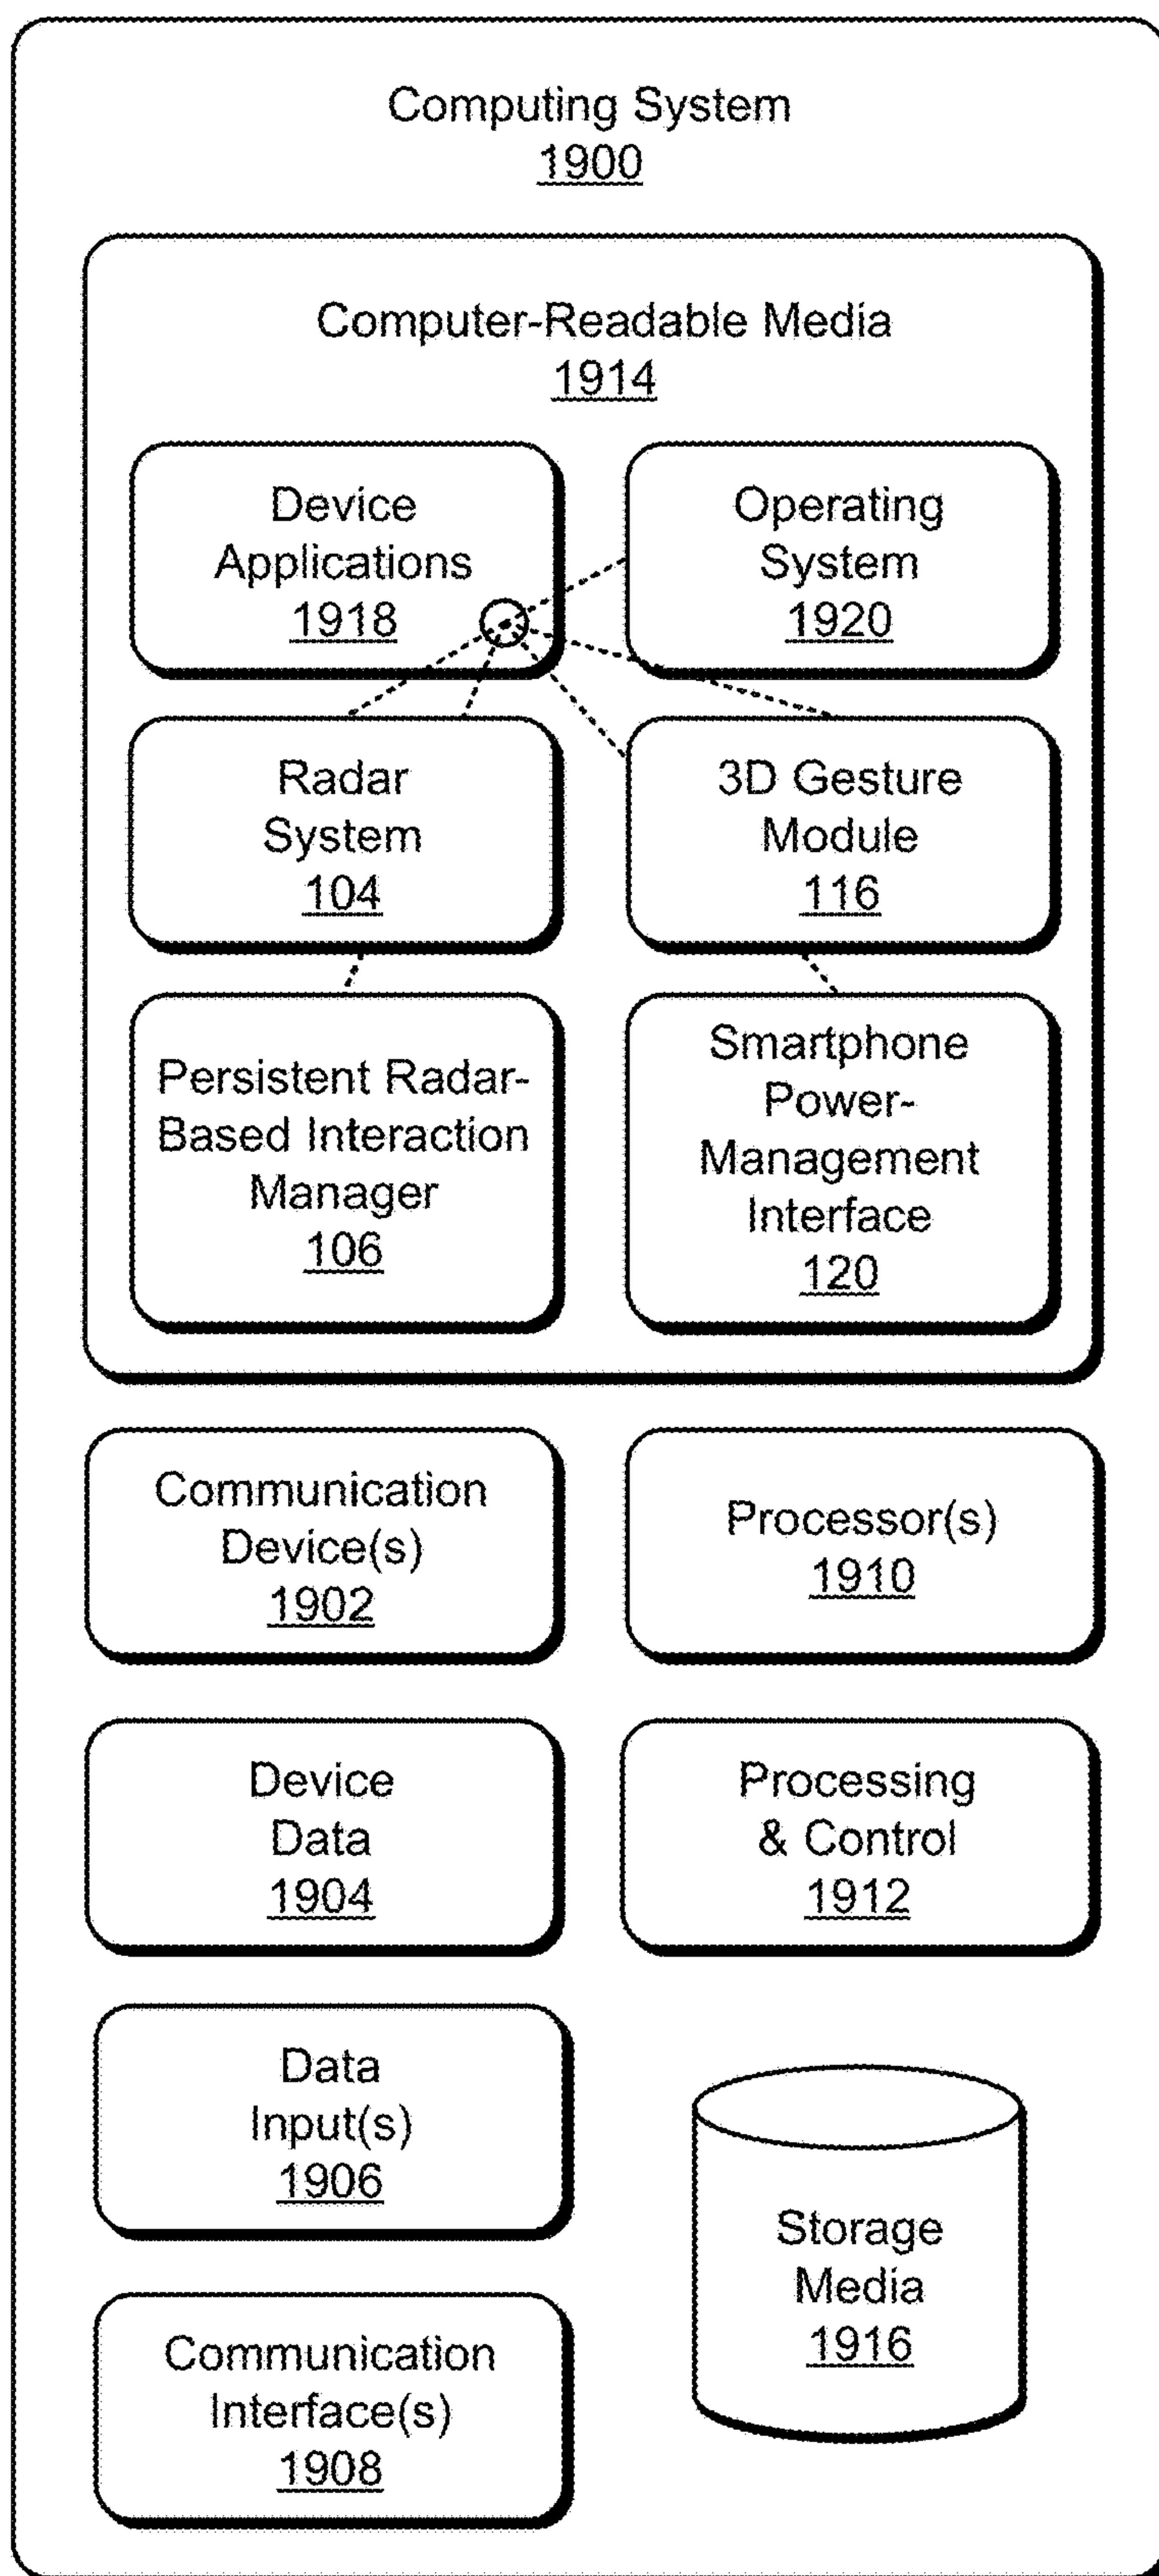 Computing System
1900
Computer-Readable Media
1914
Device
Applications
1918
Operating
System
1920
Radar
System
104
3D Gesture
Module
116
Persistent Radar-
Based Interaction
Manager
106
Smartphone
Power-
Management
Interface
120
Communication
Device(s)
1902
Processor(s)
1910
Device
Data
1904
Processing
& Control
1912
Data
Input(s)
1906
Storage
Media
1916
Communication
Interface(s)
1908